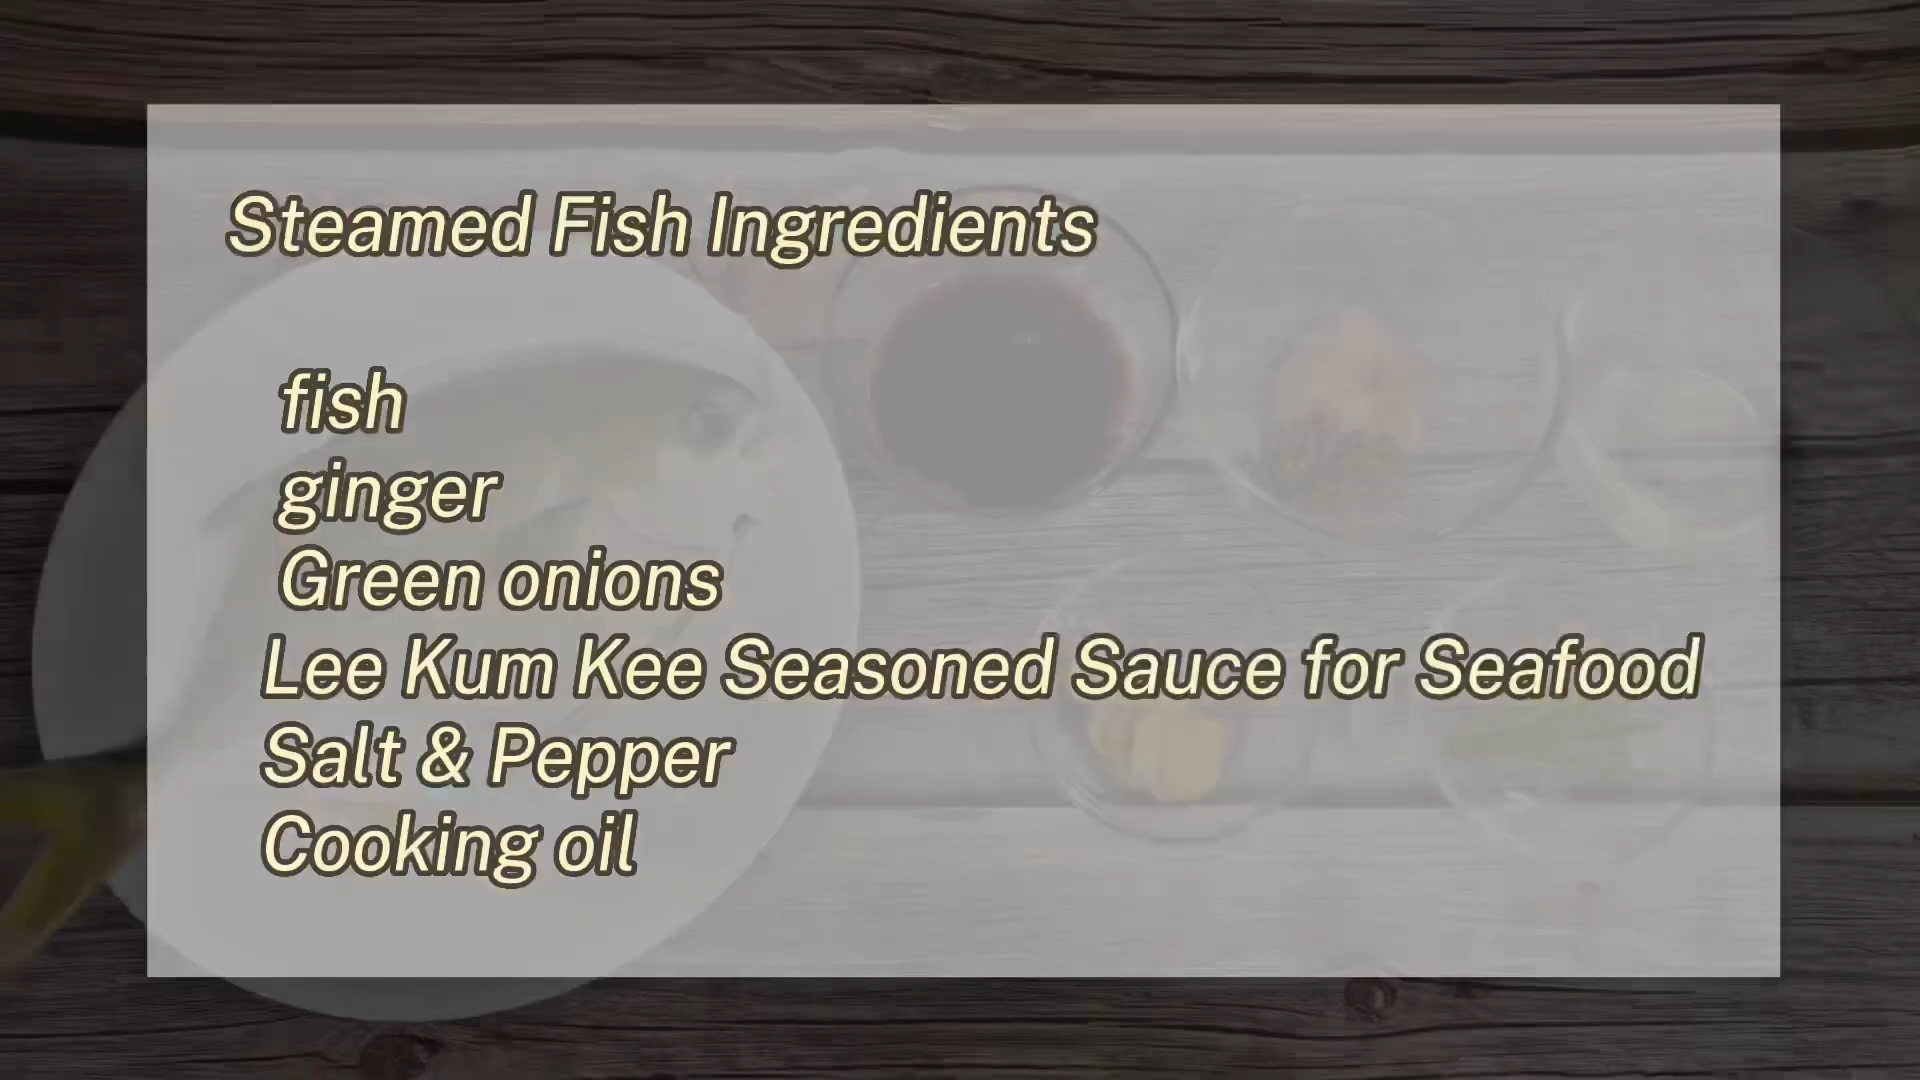 Steamed Fish Ingredients
fish
ginger
Green onions
Lee Kum Kee Seasoned Sauce for Seafood
Salt & Pepper
Cooking oil